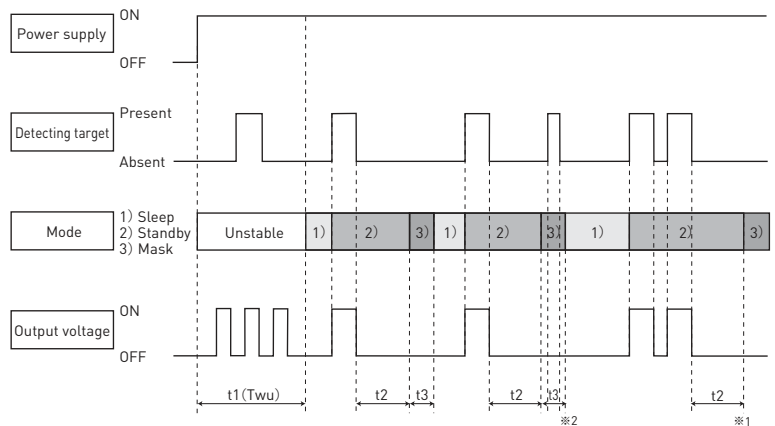 Power supply
ON
OFF
Detecting target
Present
Absent
Mode
1) Sleep
2) Standby
3) Mask
Unstable
1)
2)
3)
1)
2)
3)
1)
2)
3)
Output voltage
ON
OFF
t1(Twu)
t2
t3
t2
t3
t2
※2
※1